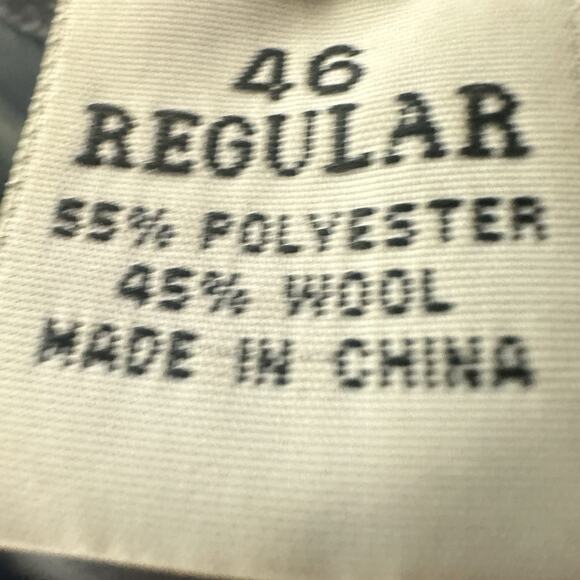 46
REGULAR
55% POLYESTER
45% WOOL
MADE IN CHINA